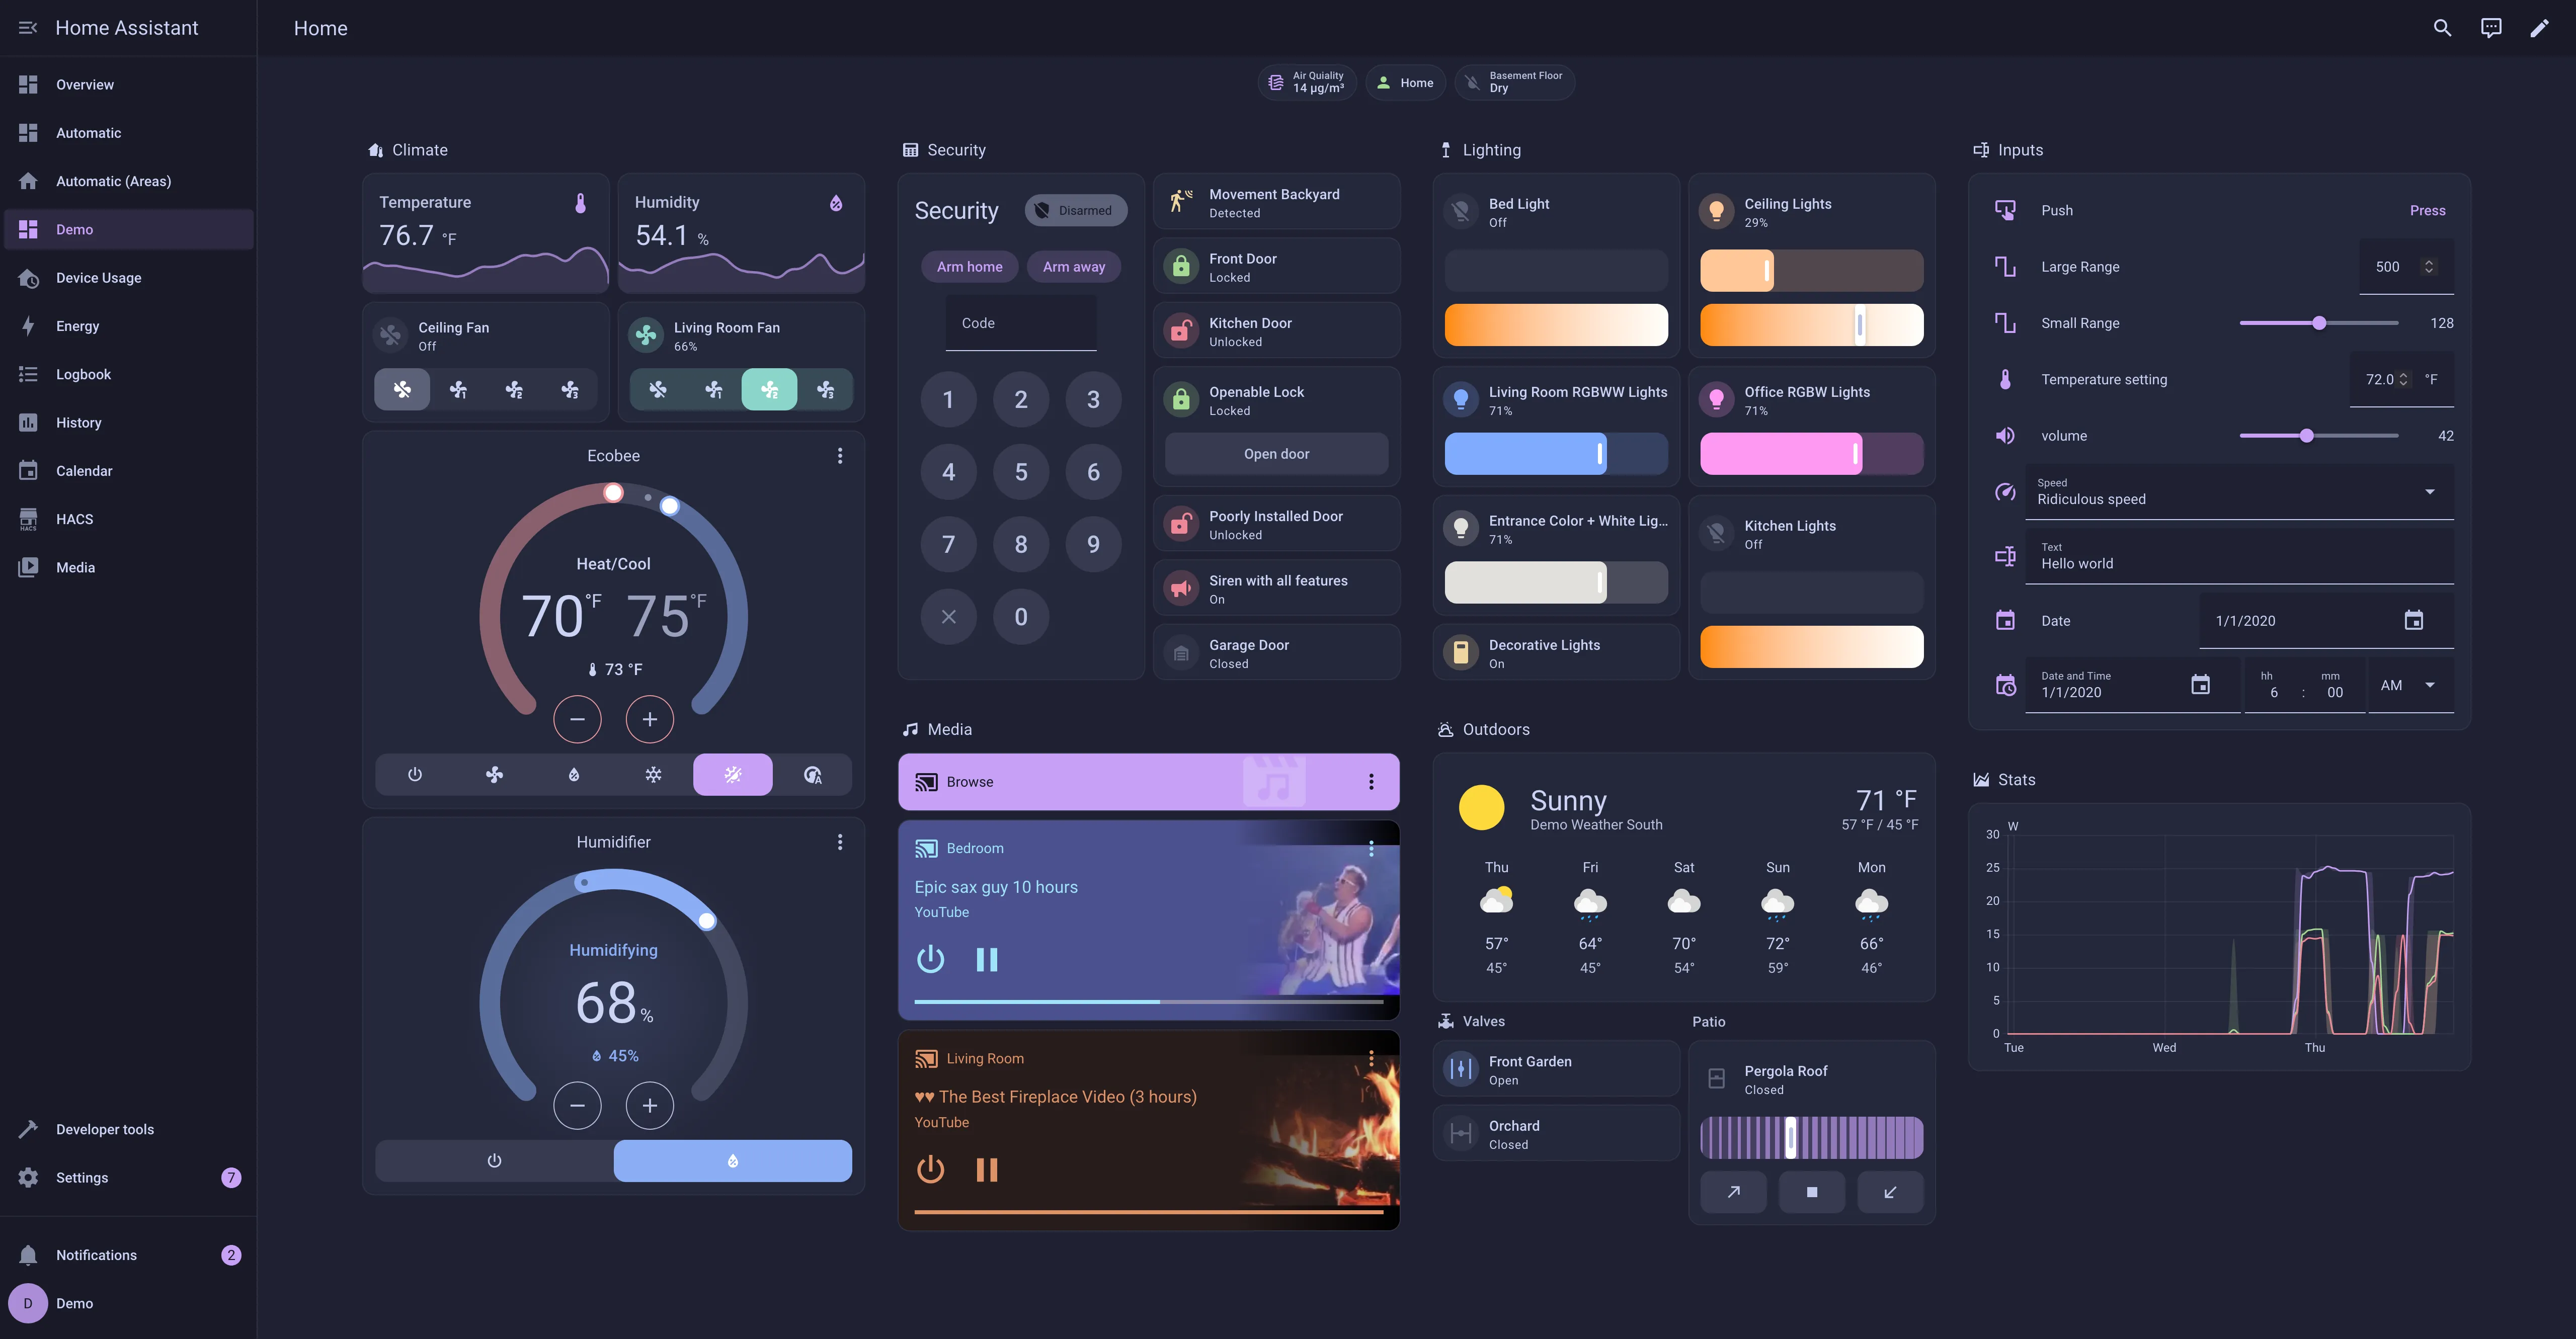 Home Assistant
Overview
Automatic
Automatic (Areas)
Demo
Device Usage
Energy
Logbook
History
Calendar
HACS
HACS
Media
Developer tools
Settings
7
Notifications
2
D
Demo
Home
Air Quiality
14 µg/m³
Home
Basement Floor
Dry
Climate
Temperature
76.7 °F
Humidity
54.1 %
Ceiling Fan
Off
1
2
3
Living Room Fan
66%
1
2
3
Ecobee
Heat/Cool
70 °F 75 °F
73 °F
A
Humidifier
Humidifying
68 %
45%
Security
Security
Disarmed
Arm home
Arm away
Code
1 2 3
4 5 6
7 8 9
0
Movement Backyard
Detected
Front Door
Locked
Kitchen Door
Unlocked
Openable Lock
Locked
Open door
Poorly Installed Door
Unlocked
Siren with all features
On
Garage Door
Closed
Media
Browse
Bedroom
Epic sax guy 10 hours
YouTube
Living Room
♥♥ The Best Fireplace Video (3 hours)
YouTube
Lighting
Bed Light
Off
Ceiling Lights
29%
Living Room RGBWW Lights
71%
Office RGBW Lights
71%
Entrance Color + White Lig...
71%
Kitchen Lights
Off
Decorative Lights
On
Outdoors
Sunny
Demo Weather South
71 °F
57 °F / 45 °F
Thu Fri Sat Sun Mon
57° 64° 70° 72° 66°
45° 45° 54° 59° 46°
Valves
Front Garden
Open
Orchard
Closed
Patio
Pergola Roof
Closed
Inputs
Push
Press
Large Range
500
Small Range
128
Temperature setting
72.0 °F
volume
42
Speed
Ridiculous speed
Text
Hello world
Date
1/1/2020
Date and Time
1/1/2020
hh
6
:
mm
00
AM
Stats
W
30
25
20
15
10
5
0
Tue Wed Thu